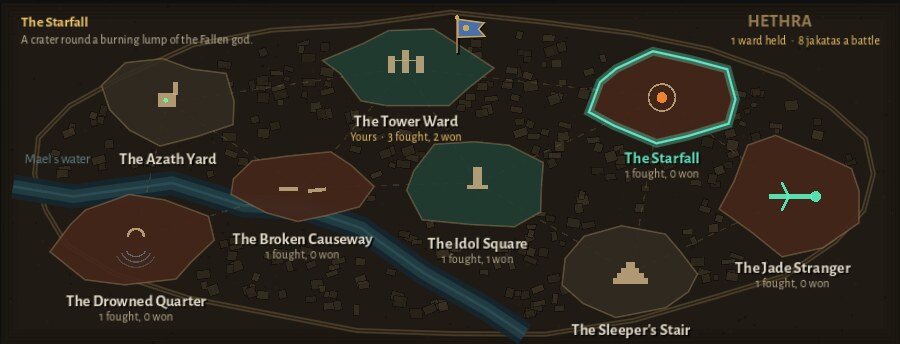 The Starfall
A crater round a burning lump of the Fallen god.
HETHRA
1 ward held · 8 jakatas a battle
The Tower Ward
Yours · 3 fought, 2 won
Mael's water
The Azath Yard
The Starfall
1 fought, 0 won
The Broken Causeway
1 fought, 0 won
The Idol Square
1 fought, 1 won
The Jade Stranger
1 fought, 0 won
The Drowned Quarter
1 fought, 0 won
The Sleeper's Stair